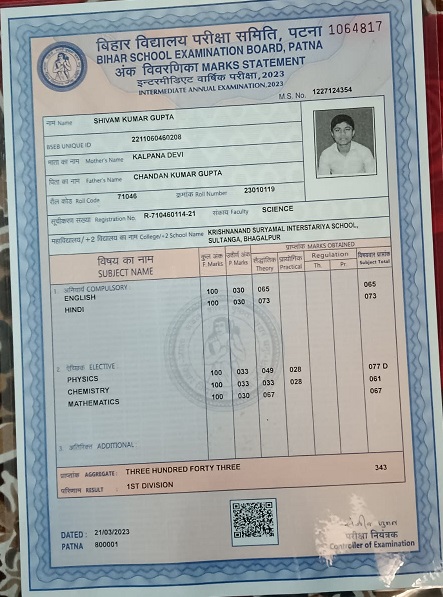 बिहार विद्यालय परीक्षा समिति, पटना 1064817
BIHAR SCHOOL EXAMINATION BOARD, PATNA
अंक विवरणिका MARKS STATEMENT
इन्टरमीडिएट वार्षिक परीक्षा, 2023
INTERMEDIATE ANNUAL EXAMINATION, 2023
M.S. No. 1227124354
नाम Name SHIVAM KUMAR GUPTA
BSEB UNIQUE ID 2211060460208
माता का नाम Mother's Name KALPANA DEVI
पिता का नाम Father's Name CHANDAN KUMAR GUPTA
रौल कोड Roll Code 71046 क्रमांक Roll Number 23010119
सूचीकरण संख्या Registration No. R-710460114-21 संकाय Faculty SCIENCE
महाविद्यालय/+2 विद्यालय का नाम College/+2 School Name KRISHNANAND SURYAMAL INTERSTARIYA SCHOOL,
SULTANGA, BHAGALPUR
विषय का नाम SUBJECT NAME कुल अंक F. Marks उत्तीर्ण अंक P. Marks प्राप्तांक MARKS OBTAINED
सैद्धांतिक Theory प्रायोगिक Practical Regulation Th. Pr. विषयवार प्राप्तांक Subject Total
1. अनिवार्य COMPULSORY
ENGLISH 100 030 065 065
HINDI 100 030 073 073
2. ऐच्छिक ELECTIVE
PHYSICS 100 033 049 028 077 D
CHEMISTRY 100 033 033 028 061
MATHEMATICS 100 030 067 067
3. अतिरिक्त ADDITIONAL
प्राप्तांक AGGREGATE : THREE HUNDRED FORTY THREE 343
परिणाम RESULT : 1ST DIVISION
DATED : 21/03/2023
PATNA 800001
परीक्षा नियंत्रक
Controller of Examination